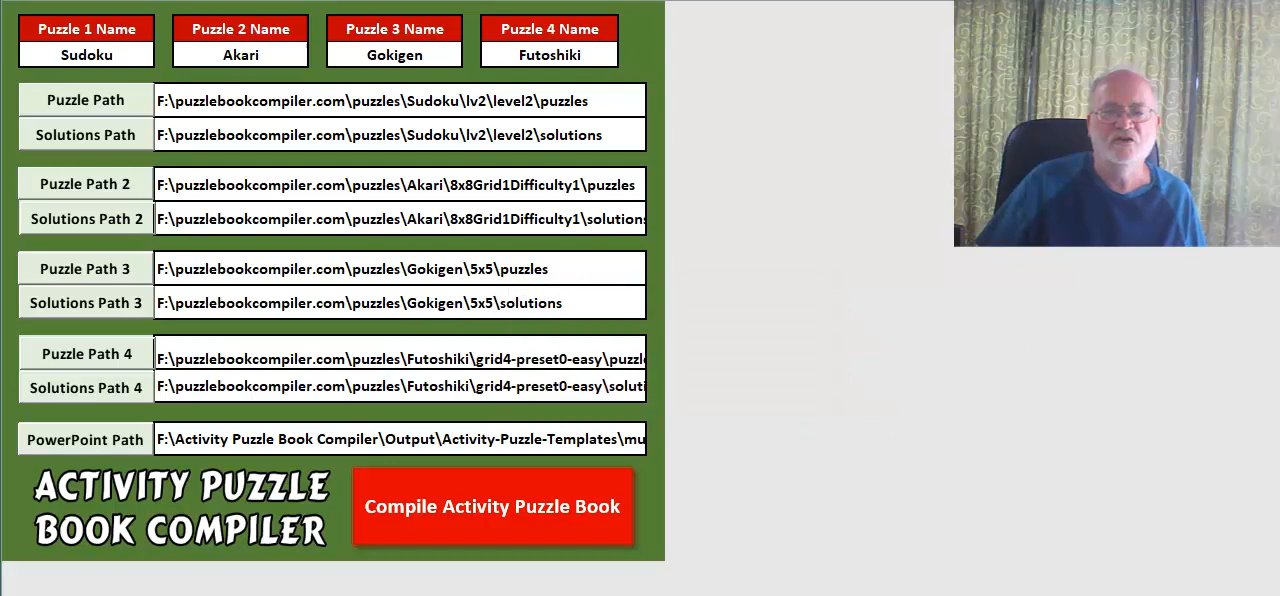 Puzzle 1 Name
Puzzle 2 Name
Puzzle 3 Name
Puzzle 4 Name
Sudoku
Akari
Gokigen
Futoshiki
Puzzle Path
F:\puzzlebookcompiler.com\puzzles\Sudoku\lv2\level2\puzzles
Solutions Path
F:\puzzlebookcompiler.com\puzzles\Sudoku\lv2\level2\solutions
Puzzle Path 2
F:\puzzlebookcompiler.com\puzzles\Akari\8x8Grid1Difficulty1\puzzles
Solutions Path 2
F:\puzzlebookcompiler.com\puzzles\Akari\8x8Grid1Difficulty1\solutions
Puzzle Path 3
F:\puzzlebookcompiler.com\puzzles\Gokigen\5x5\puzzles
Solutions Path 3
F:\puzzlebookcompiler.com\puzzles\Gokigen\5x5\solutions
Puzzle Path 4
F:\puzzlebookcompiler.com\puzzles\Futoshiki\grid4-preset0-easy\puzzl
Solutions Path 4
F:\puzzlebookcompiler.com\puzzles\Futoshiki\grid4-preset0-easy\soluti
PowerPoint Path
F:\Activity Puzzle Book Compiler\Output\Activity-Puzzle-Templates\mu
ACTIVITY PUZZLE
BOOK COMPILER
Compile Activity Puzzle Book